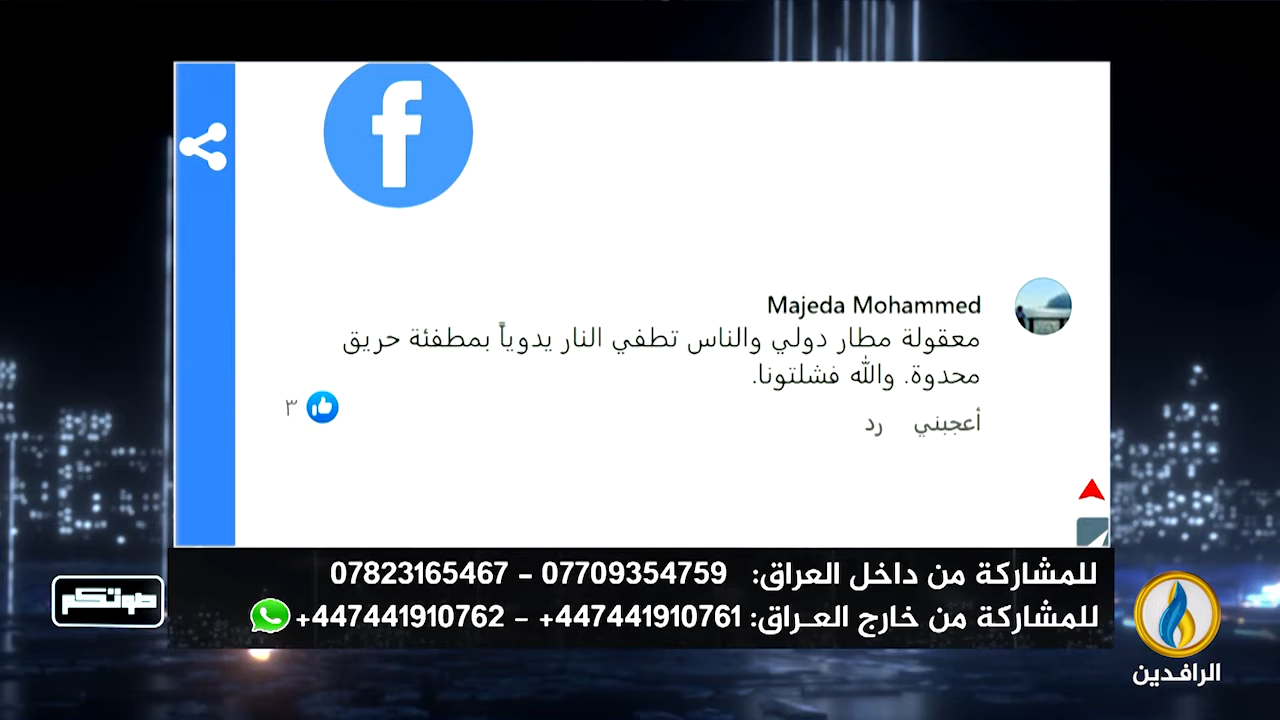 f
Majeda Mohammed
معقولة مطار دولي والناس تطفي النار يدوياً بمطفئة حريق
محدوة. والله فشلتونا.
٣
أعجبني رد
للمشاركة من داخل العراق: 07709354759 - 07823165467
للمشاركة من خارج العـراق: 447441910761+ - 447441910762+
صوتكم
الرافدين